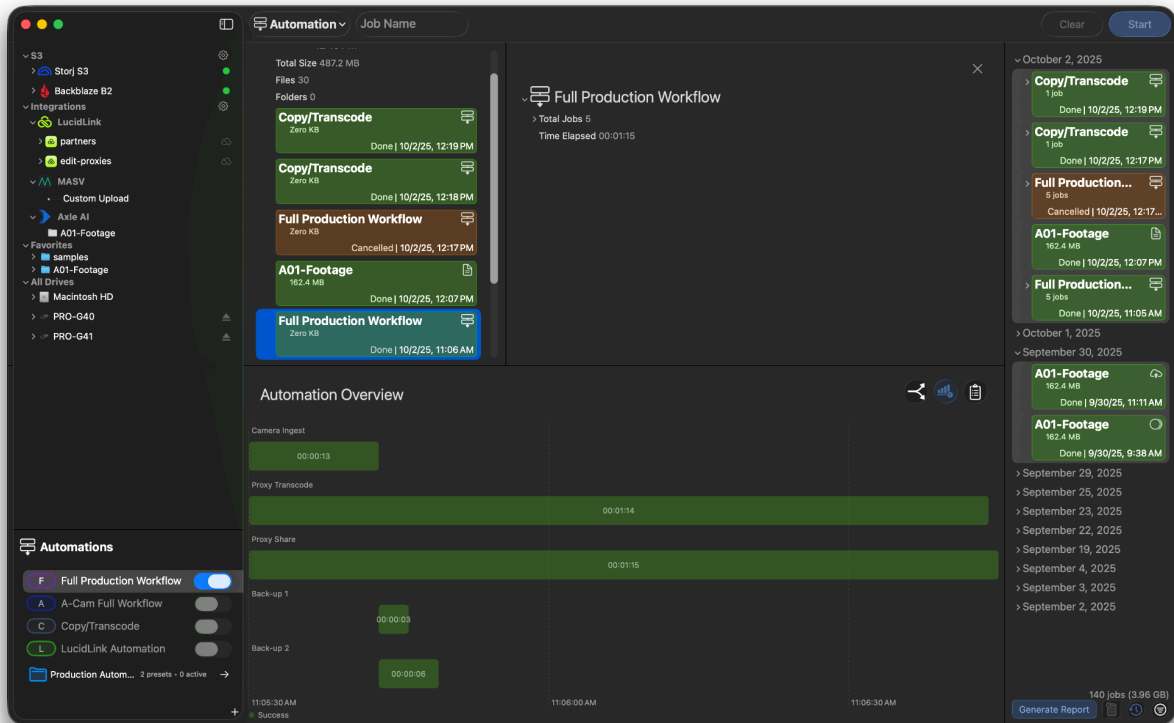 Automation
Job Name
Clear
Start
S3
Storj S3
Backblaze B2
Integrations
LucidLink
partners
edit-proxies
MASV
Custom Upload
Axle AI
A01-Footage
Favorites
samples
A01-Footage
All Drives
Macintosh HD
PRO-G40
PRO-G41
Automations
F Full Production Workflow
A A-Cam Full Workflow
C Copy/Transcode
L LucidLink Automation
Production Autom... 2 presets - 0 active
Total Size 487.2 MB
Files 30
Folders 0
Copy/Transcode
Zero KB
Done | 10/2/25, 12:19 PM
Copy/Transcode
Zero KB
Done | 10/2/25, 12:18 PM
Full Production Workflow
Zero KB
Cancelled | 10/2/25, 12:17 PM
A01-Footage
162.4 MB
Done | 10/2/25, 12:07 PM
Full Production Workflow
Zero KB
Done | 10/2/25, 11:06 AM
Full Production Workflow
Total Jobs 5
Time Elapsed 00:01:15
Automation Overview
Camera Ingest
00:00:13
Proxy Transcode
00:01:14
Proxy Share
00:01:15
Back-up 1
00:00:03
Back-up 2
00:00:06
11:05:30 AM
11:06:00 AM
11:06:30 AM
Success
October 2, 2025
Copy/Transcode
1 job
Done | 10/2/25, 12:19 PM
Copy/Transcode
1 job
Done | 10/2/25, 12:17 PM
Full Production...
5 jobs
Cancelled | 10/2/25, 12:17...
A01-Footage
162.4 MB
Done | 10/2/25, 12:07 PM
Full Production...
5 jobs
Done | 10/2/25, 11:05 AM
October 1, 2025
September 30, 2025
A01-Footage
162.4 MB
Done | 9/30/25, 11:11 AM
A01-Footage
162.4 MB
Done | 9/30/25, 9:38 AM
September 29, 2025
September 25, 2025
September 23, 2025
September 22, 2025
September 19, 2025
September 4, 2025
September 3, 2025
September 2, 2025
140 jobs (3.96 GB)
Generate Report